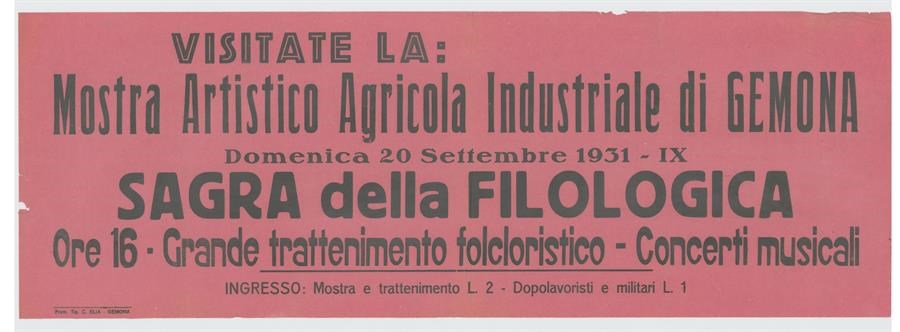 VISITATE LA:
Mostra Artistico Agricola Industriale di GEMONA
Domenica 20 Settembre 1931 - IX
SAGRA della FILOLOGICA
Ore 16 - Grande trattenimento folcloristico - Concerti musicali
INGRESSO: Mostra e trattenimento L. 2 - Dopolavoristi e militari L. 1
Prem. Tip. C. ELIA - GEMONA